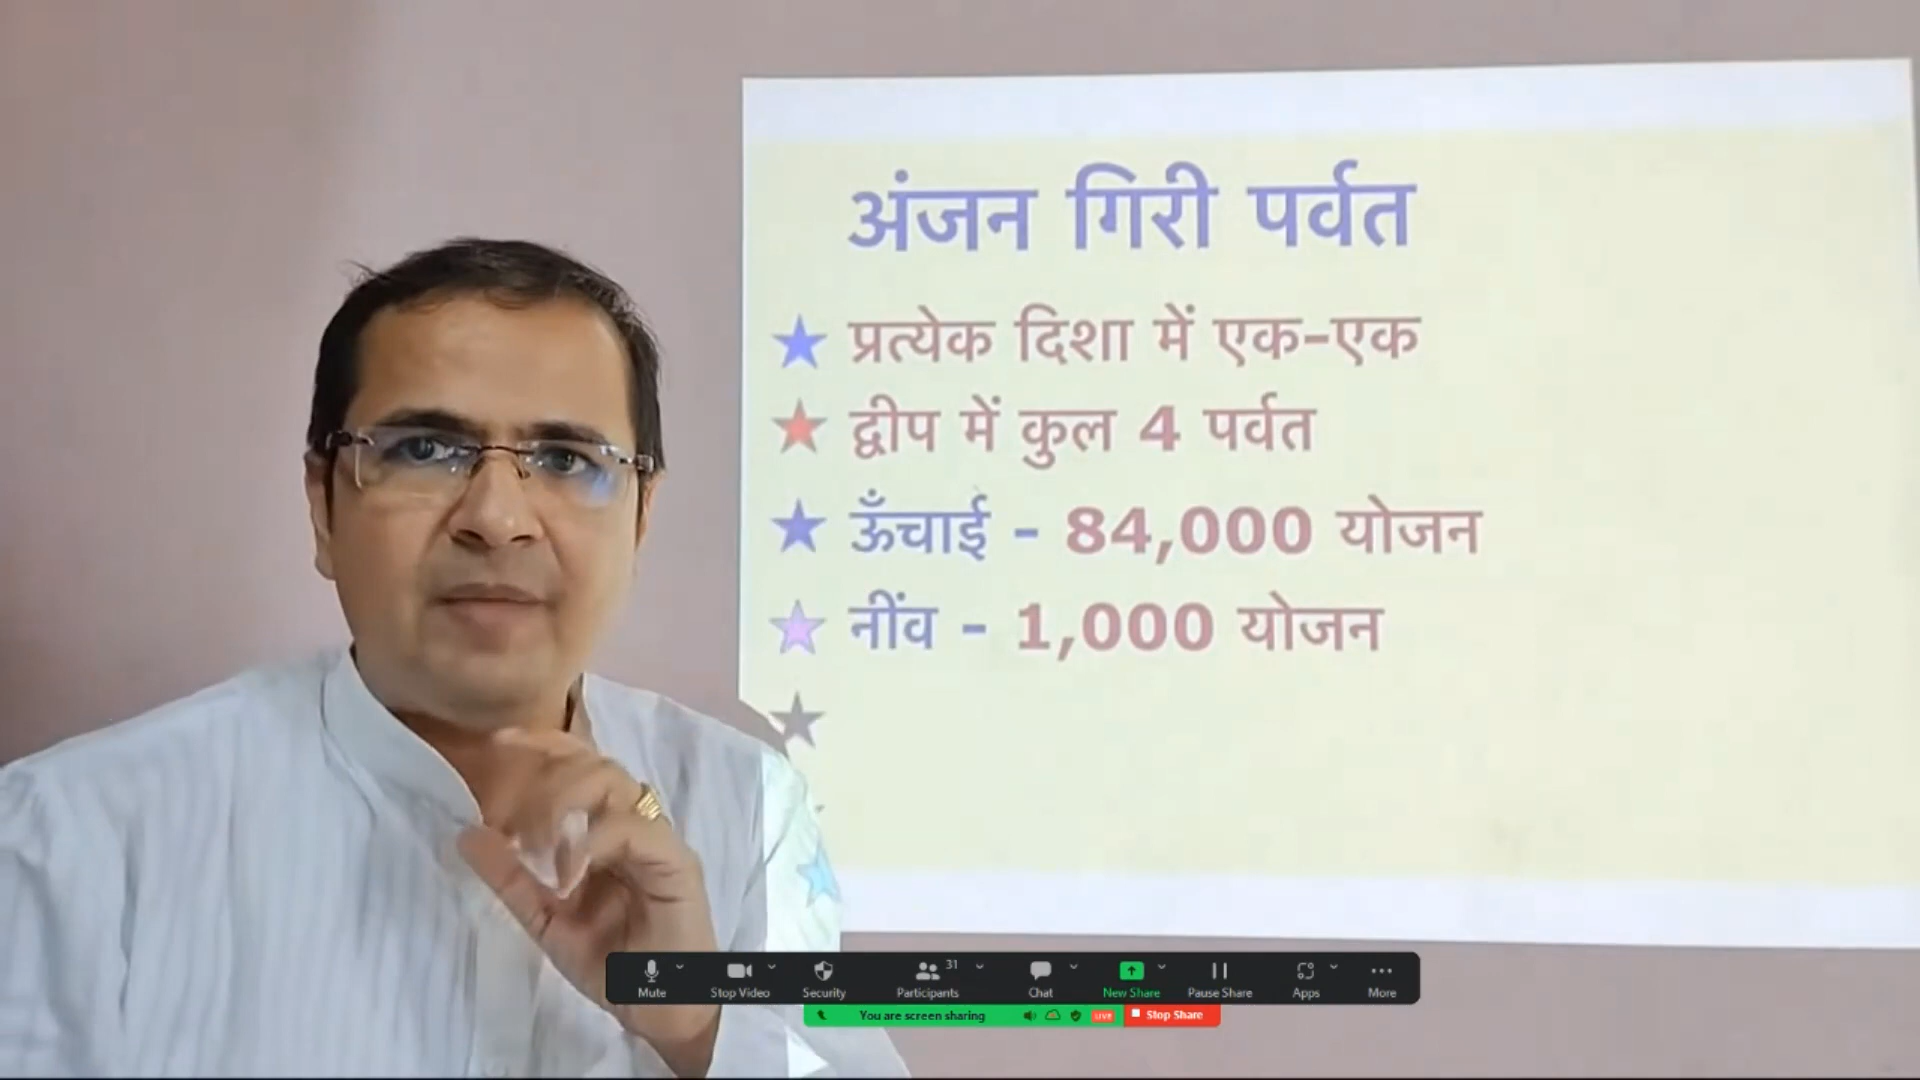 अंजन गिरी पर्वत
प्रत्येक दिशा में एक-एक
द्वीप में कुल 4 पर्वत
ऊँचाई - 84,000 योजन
नींव - 1,000 योजन
31
Mute Stop Video Security Participants Chat New Share Pause Share Apps More
You are screen sharing LIVE Stop Share